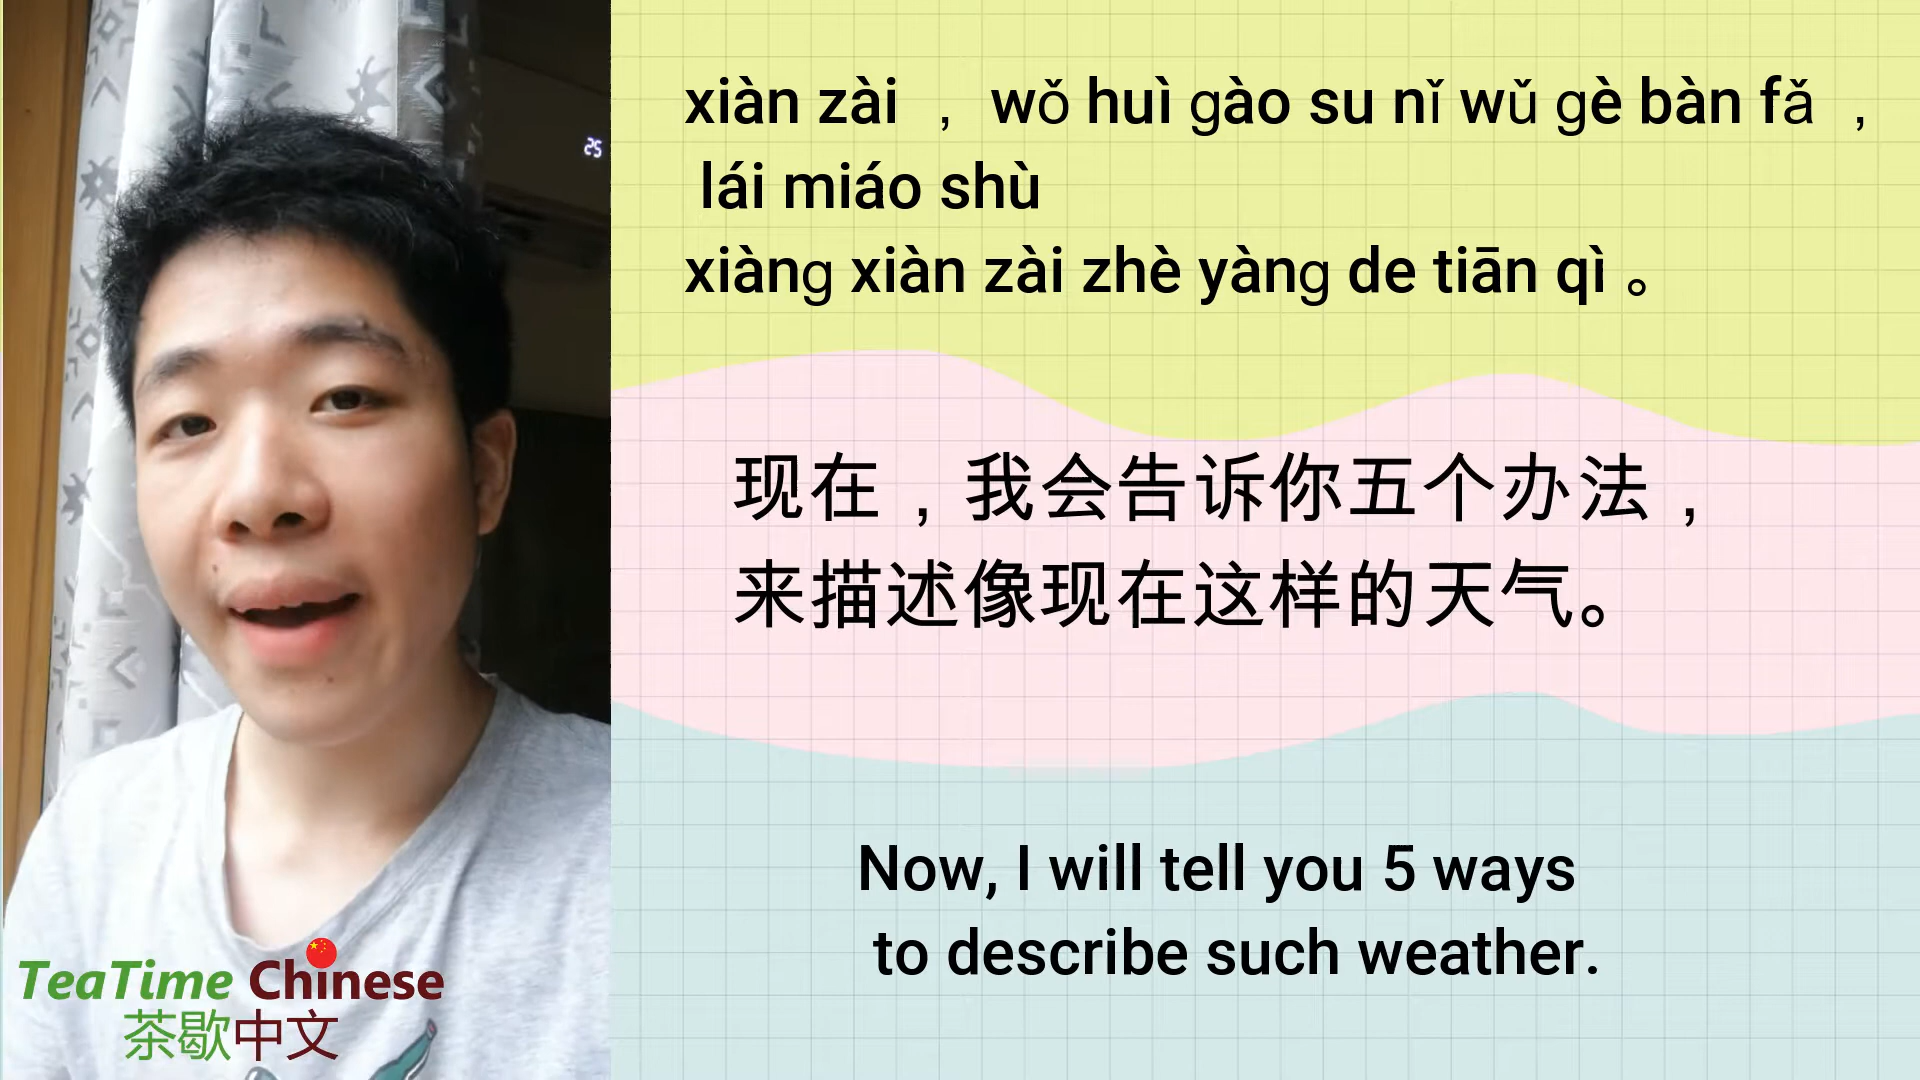 xiàn zài ， wǒ huì gào su nǐ wǔ gè bàn fǎ ，
lái miáo shù
xiàng xiàn zài zhè yàng de tiān qì 。
25
现在，我会告诉你五个办法，
来描述像现在这样的天气。
Now, I will tell you 5 ways
to describe such weather.
TeaTime Chinese
茶歇中文